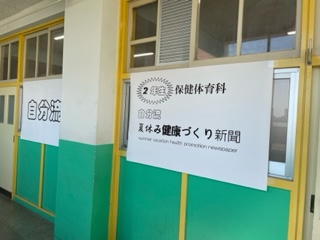 自分流
2年生 保健体育科
自分流
夏休み健康づくり新聞
summer vacation health promotion newspaper